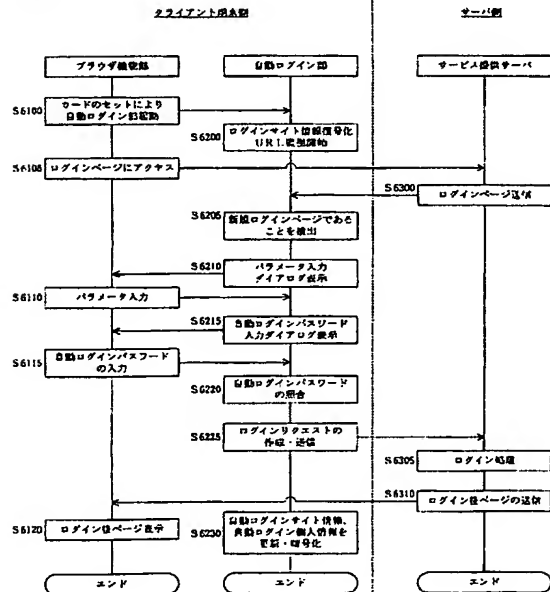 クライアント端末側
サーバ側
ブラウザ機能部
自動ログイン部
サービス提供サーバ
S6100
カードのセットにより
自動ログイン部起動
S6200
ログインサイト情報復号化
URL監視開始
S6105
ログインページにアクセス
S6300
ログインページ送信
S6205
新規ログインページである
ことを検出
S6210
パラメータ入力
ダイアログ表示
S6110
パラメータ入力
S6215
自動ログインパスワード
入力ダイアログ表示
S6115
自動ログインパスワード
の入力
S6220
自動ログインパスワード
の照合
S6225
ログインリクエストの
作成・送信
S6305
ログイン処理
S6310
ログイン後ページの送信
S6120
ログイン後ページ表示
S6230
自動ログインサイト情報、
自動ログイン個人情報を
更新・暗号化
エンド
エンド
エンド